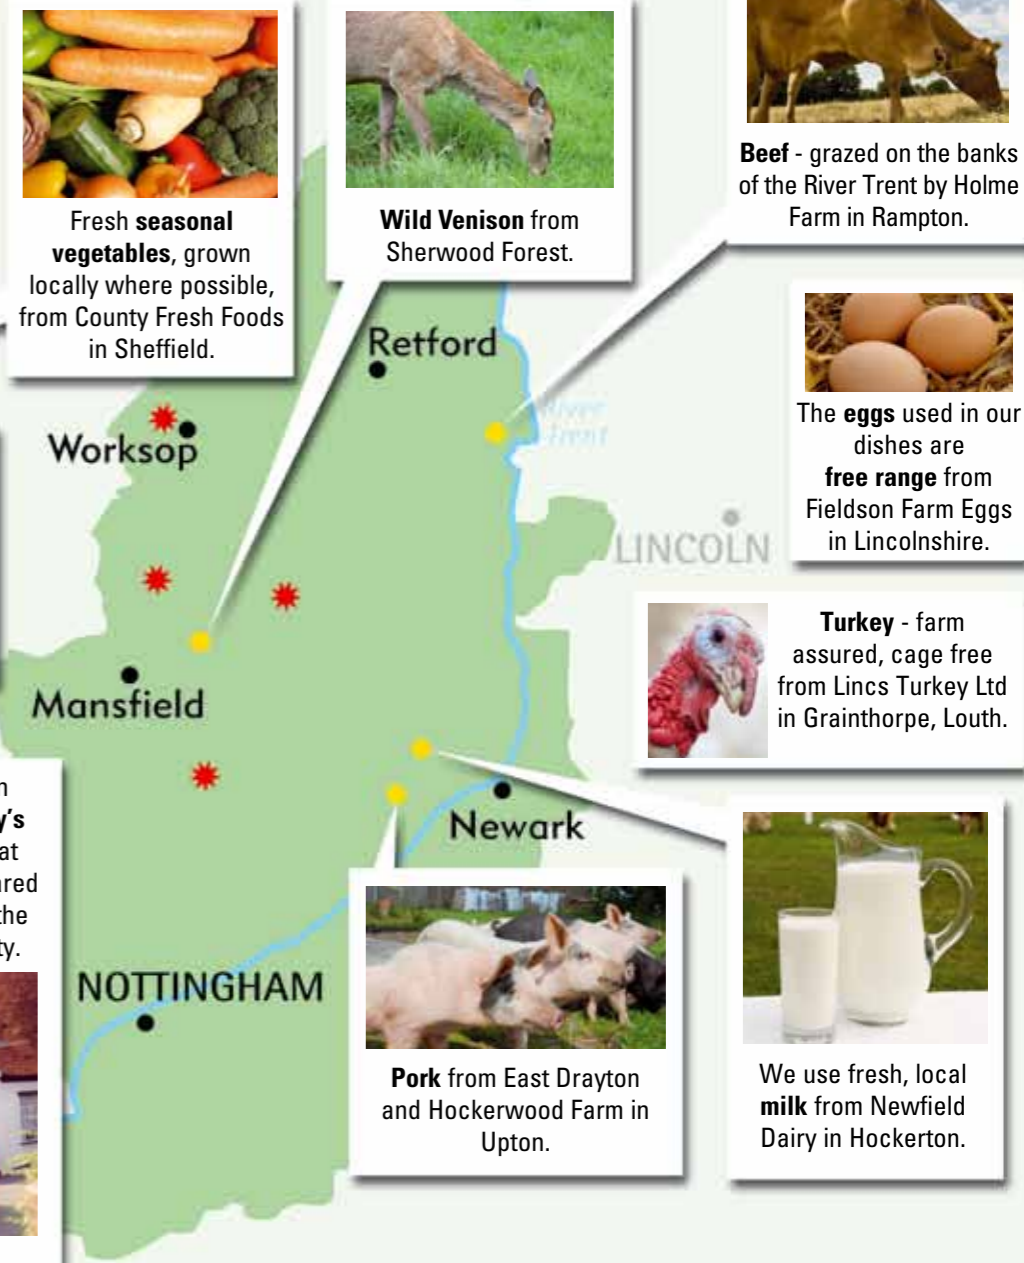 Fresh seasonal
vegetables, grown
locally where possible,
from County Fresh Foods
in Sheffield.
Wild Venison from
Sherwood Forest.
Beef - grazed on the banks
of the River Trent by Holme
Farm in Rampton.
Retford
River
Trent
Worksop
The eggs used in our
dishes are
free range from
Fieldson Farm Eggs
in Lincolnshire.
LINCOLN
Turkey - farm
assured, cage free
from Lincs Turkey Ltd
in Grainthorpe, Louth.
Mansfield
Newark
y's
at
the
NOTTINGHAM
Pork from East Drayton
and Hockerwood Farm in
Upton.
We use fresh, local
milk from Newfield
Dairy in Hockerton.